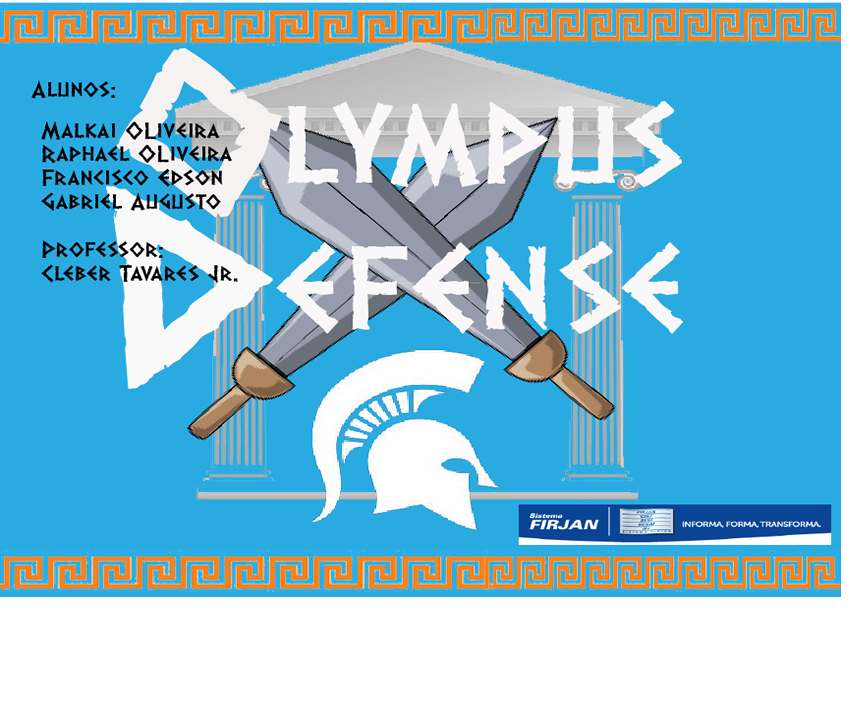 OLYMPUS
DEFENSE
ALUNOS:
MALKAI OLIVEIRA
RAPHAEL OLIVEIRA
FRANCISCO EDSON
GABRIEL AUGUSTO
PROFESSOR:
CLEBER TAVARES JR.
Sistema
FIRJAN
INFORMA, FORMA, TRANSFORMA.